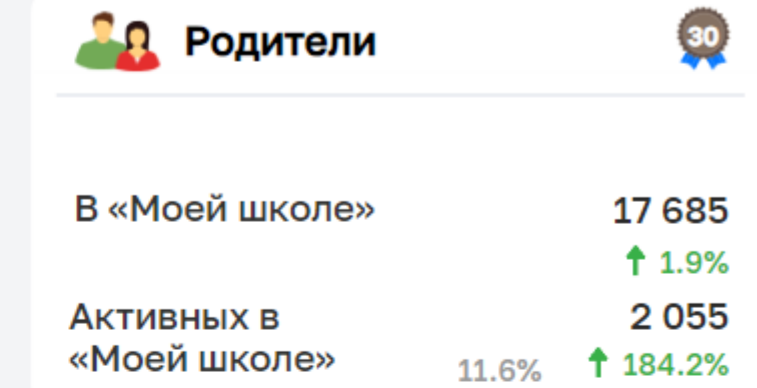 Родители 30
В «Моей школе» 17 685
↑ 1.9%
Активных в 2 055
«Моей школе» 11.6% ↑ 184.2%